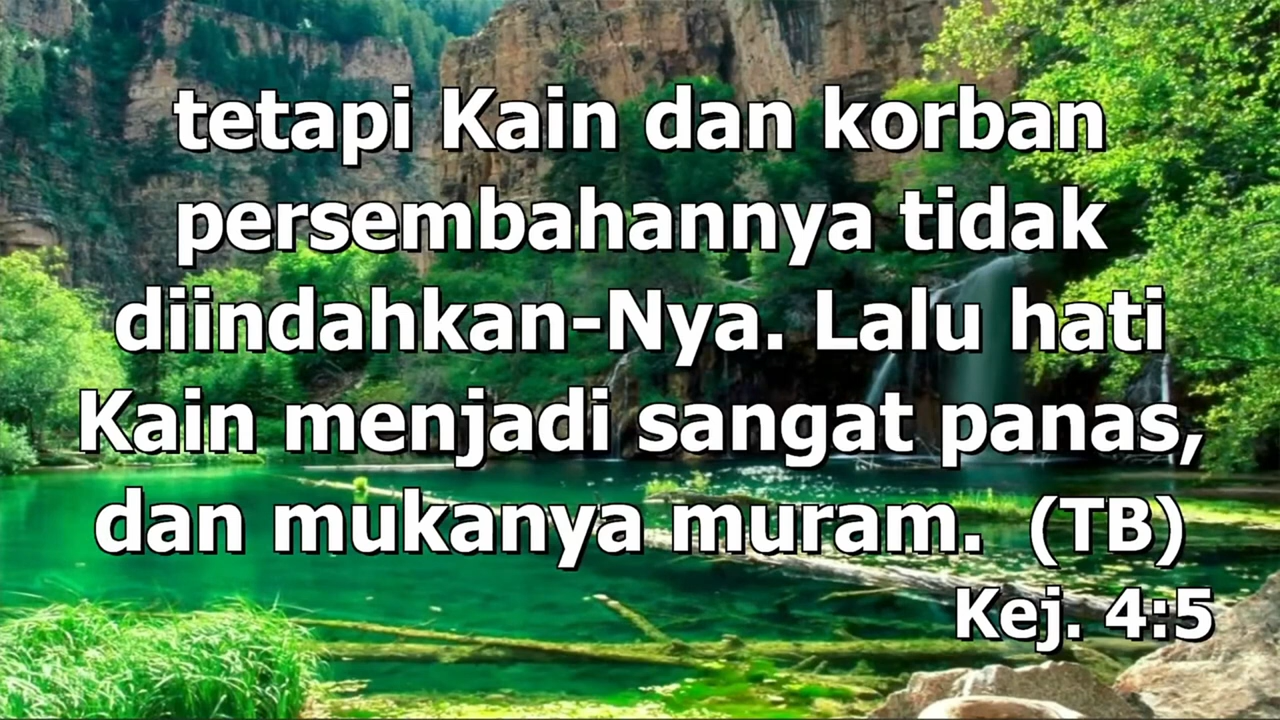 tetapi Kain dan korban
persembahannya tidak
diindahkan-Nya. Lalu hati
Kain menjadi sangat panas,
dan mukanya muram. (TB)
Kej. 4:5